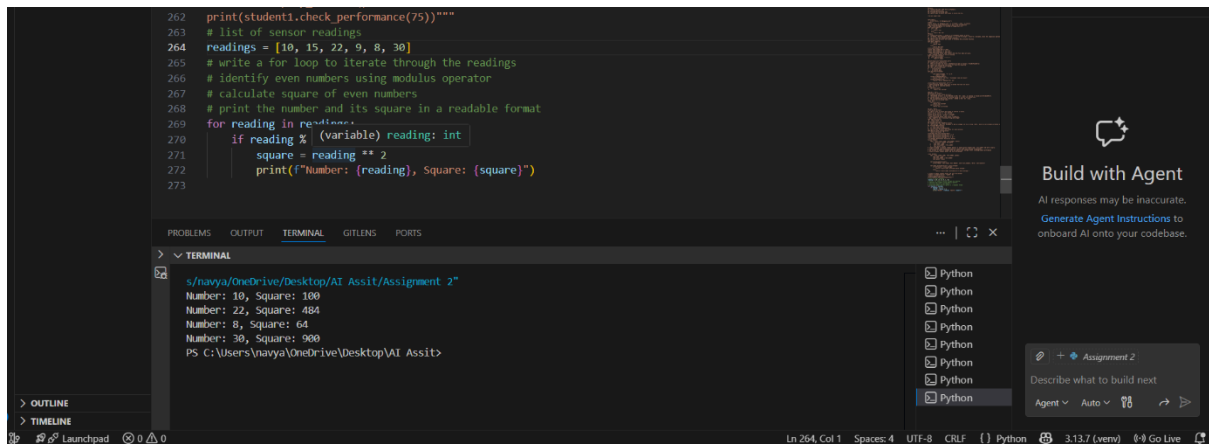 262 print(student1.check_performance(75))"""
263 # list of sensor readings
264 readings = [10, 15, 22, 9, 8, 30]
265 # write a for loop to iterate through the readings
266 # identify even numbers using modulus operator
267 # calculate square of even numbers
268 # print the number and its square in a readable format
269 for reading in readings:
270 if reading %
(variable) reading: int
271 square = reading ** 2
272 print(f"Number: {reading}, Square: {square}")
273
PROBLEMS OUTPUT TERMINAL GITLENS PORTS
TERMINAL
s/navya/OneDrive/Desktop/AI Assit/Assignment 2"
Number: 10, Square: 100
Number: 22, Square: 484
Number: 8, Square: 64
Number: 30, Square: 900
PS C:\Users\navya\OneDrive\Desktop\AI Assit>
Python
Python
Python
Python
Python
Python
Python
Python
Build with Agent
AI responses may be inaccurate.
Generate Agent Instructions to
onboard AI onto your codebase.
Assignment 2
Describe what to build next
Agent Auto
OUTLINE
TIMELINE
Launchpad 0 0 Ln 264, Col 1 Spaces: 4 UTF-8 CRLF {} Python 3.13.7 (.venv) Go Live